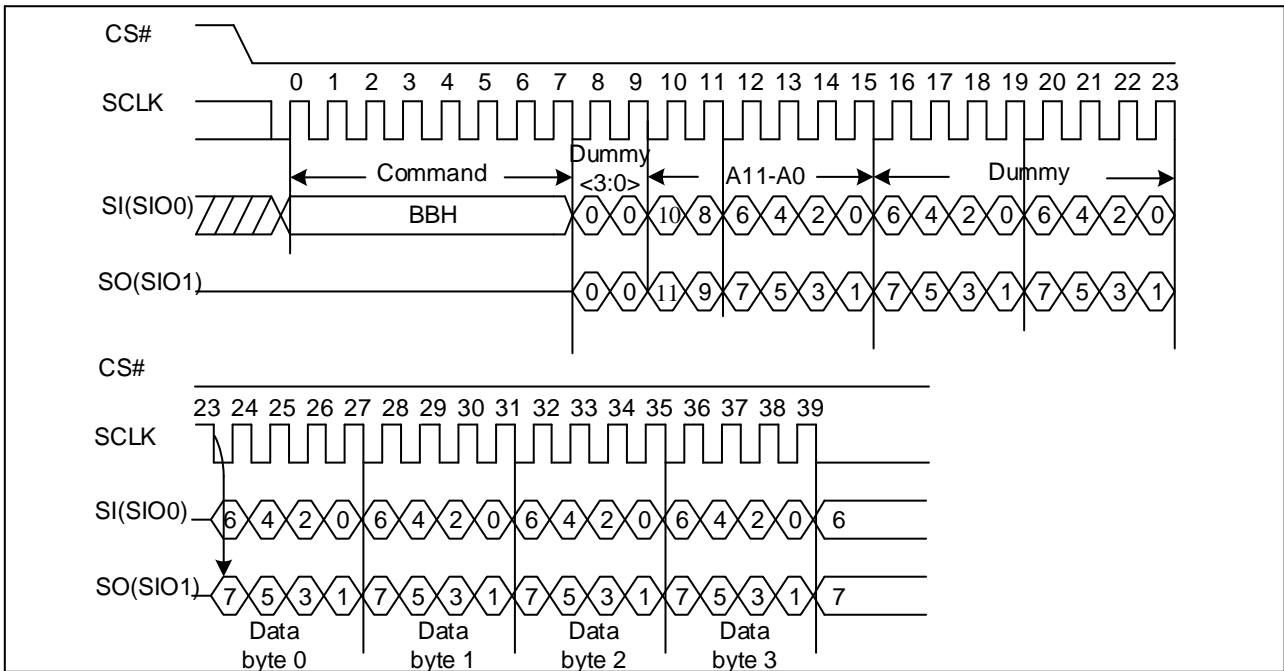 CS#
0 1 2 3 4 5 6 7 8 9 10 11 12 13 14 15 16 17 18 19 20 21 22 23
SCLK
Dummy
Command <3:0> A11-A0 Dummy
SI(SIO0) BBH 0 0 10 8 6 4 2 0 6 4 2 0 6 4 2 0
SO(SIO1) 0 0 11 9 7 5 3 1 7 5 3 1 7 5 3 1
CS#
23 24 25 26 27 28 29 30 31 32 33 34 35 36 37 38 39
SCLK
SI(SIO0) 6 4 2 0 6 4 2 0 6 4 2 0 6 4 2 0 6
SO(SIO1) 7 5 3 1 7 5 3 1 7 5 3 1 7 5 3 1 7
Data Data Data Data
byte 0 byte 1 byte 2 byte 3